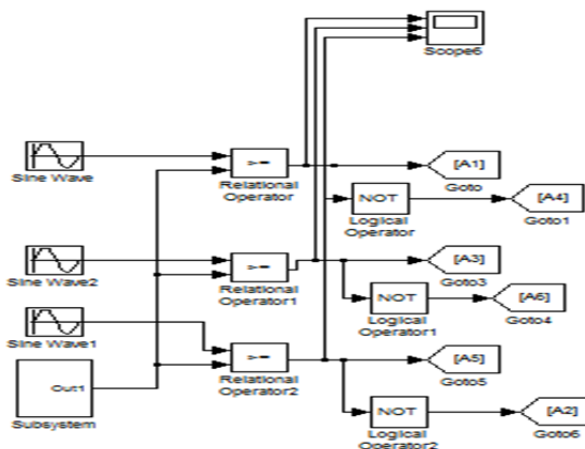 Scope6
Sine Wave
>=
Relational
Operator
[A1]
Goto
NOT
Logical
Operator
[A4]
Goto1
Sine Wave2
>=
Relational
Operator1
[A3]
Goto3
NOT
Logical
Operator1
[A6]
Goto4
Sine Wave1
>=
Relational
Operator2
[A5]
Goto5
Out1
Subsystem
NOT
Logical
Operator2
[A2]
Goto6